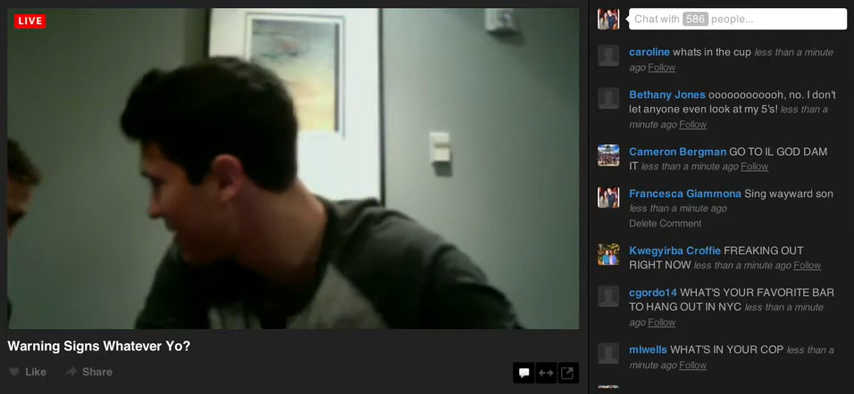 LIVE
Chat with 586 people...
caroline whats in the cup less than a minute
ago Follow
Bethany Jones ooooooooooooh, no. I don't
let anyone even look at my 5's! less than a
minute ago Follow
Cameron Bergman GO TO IL GOD DAM
IT less than a minute ago Follow
Francesca Giammona Sing wayward son
less than a minute ago
Delete Comment
Kwegyirba Croffie FREAKING OUT
RIGHT NOW less than a minute ago Follow
cgordo14 WHAT'S YOUR FAVORITE BAR
TO HANG OUT IN NYC less than a minute
ago Follow
mlwells WHAT'S IN YOUR COP less than a
minute ago Follow
Warning Signs Whatever Yo?
Like Share